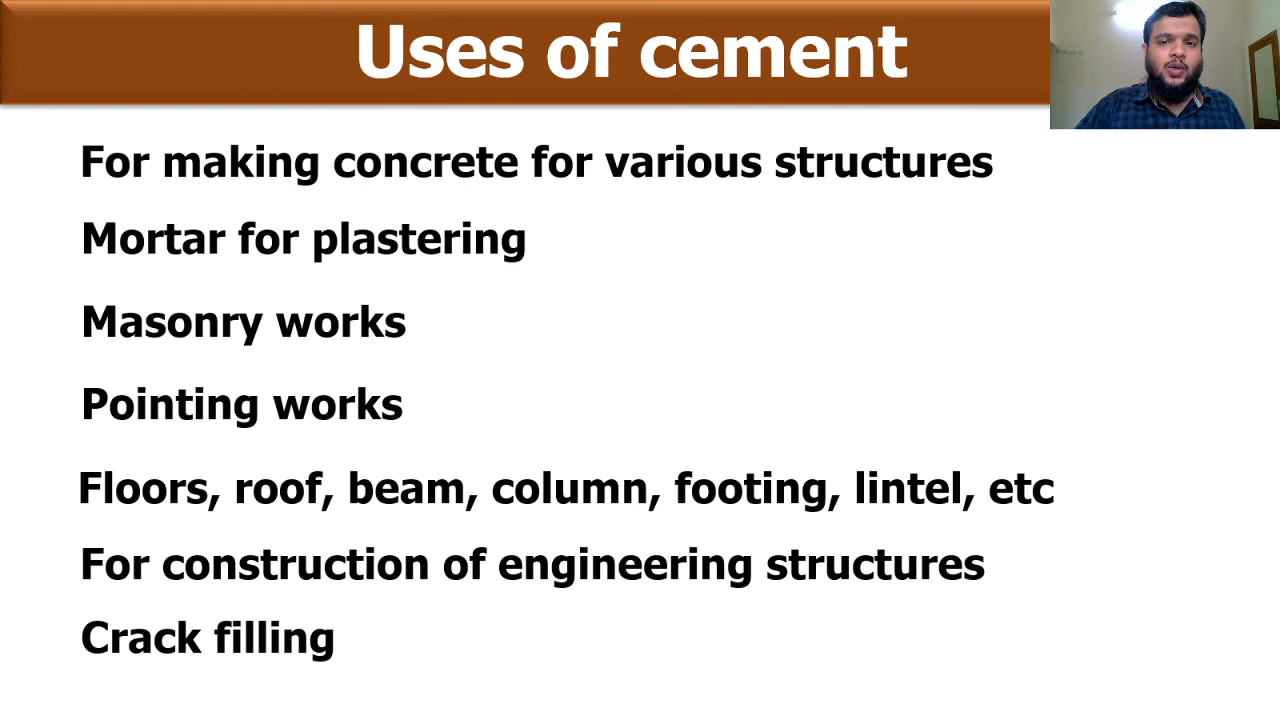 Uses of cement
For making concrete for various structures
Mortar for plastering
Masonry works
Pointing works
Floors, roof, beam, column, footing, lintel, etc
For construction of engineering structures
Crack filling